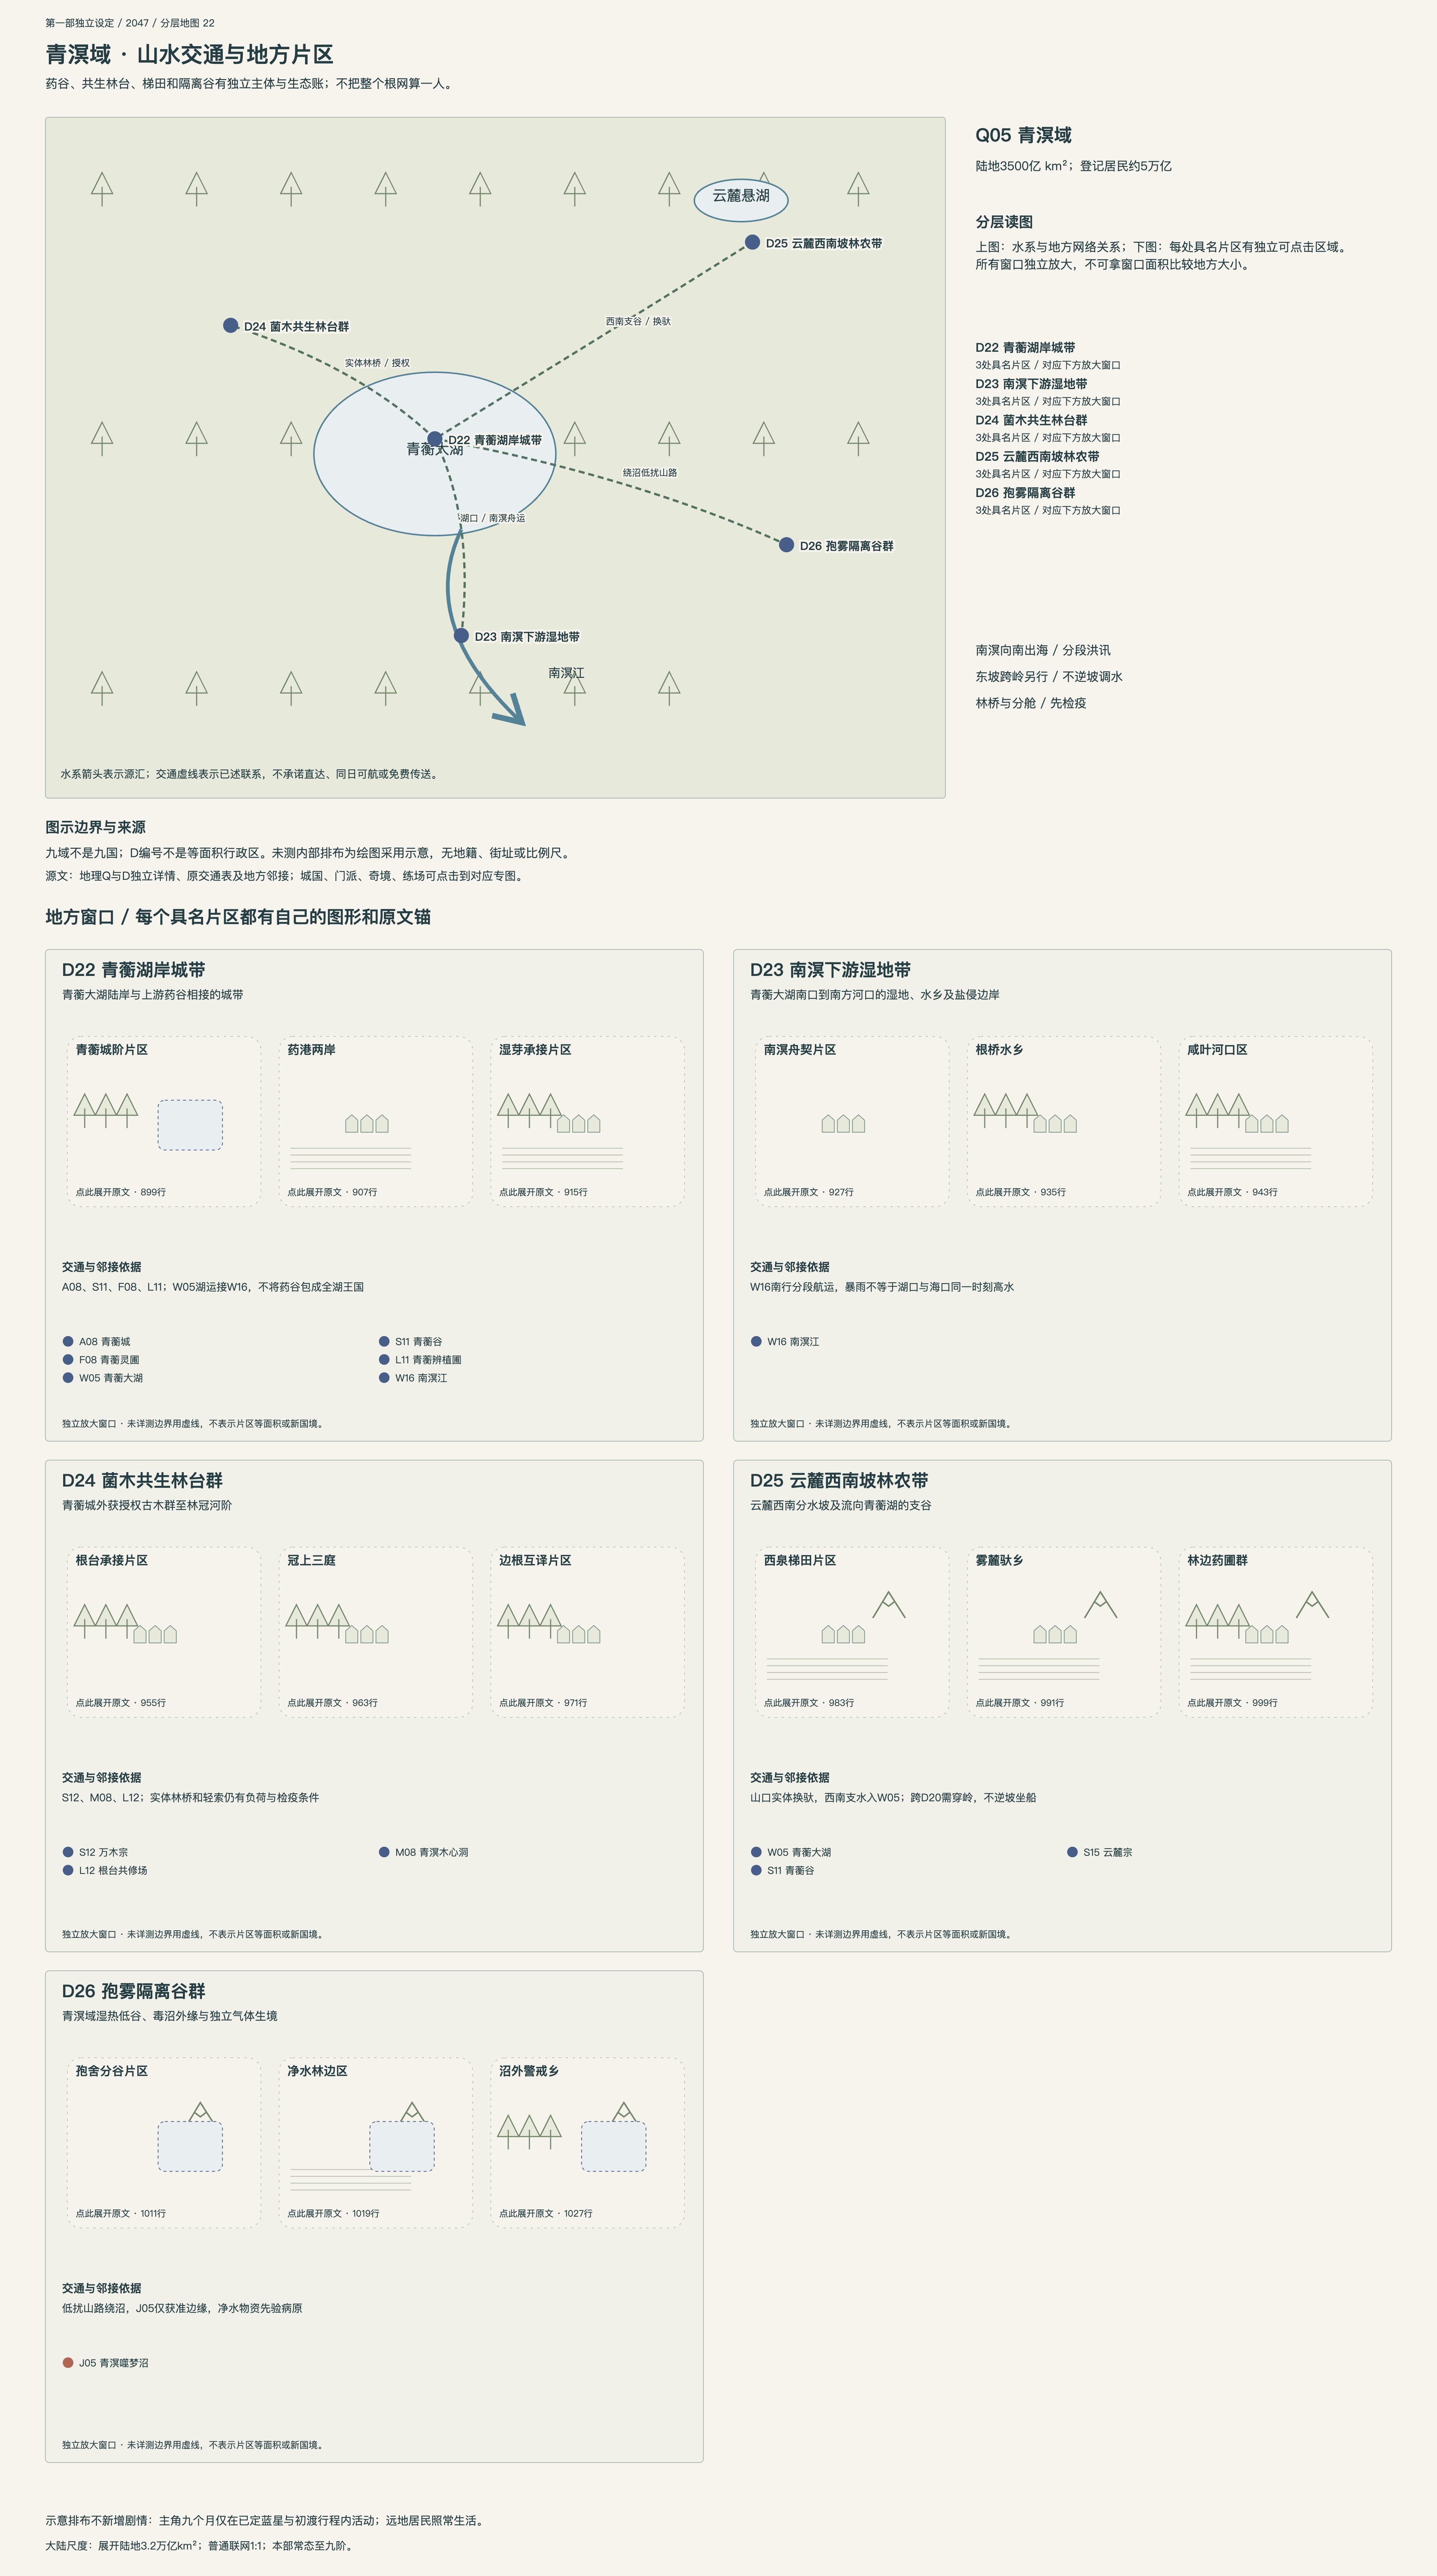 第一部独立设定 / 2047 / 分层地图 22
青溟域 · 山水交通与地方片区
药谷、共生林台、梯田和隔离谷有独立主体与生态账；不把整个根网算一人。
云麓悬湖
D25 云麓西南坡林农带
西南支谷 / 换驮
D24 菌木共生林台群
实体林桥 / 授权
D22 青蘅湖岸城带
青蘅大湖
绕沼低扰山路
湖口 / 南溟舟运
D26 孢雾隔离谷群
D23 南溟下游湿地带
南溟江
水系箭头表示源汇；交通虚线表示已述联系，不承诺直达、同日可航或免费传送。
Q05 青溟域
陆地3500亿 km²；登记居民约5万亿
分层读图
上图：水系与地方网络关系；下图：每处具名片区有独立可点击区域。
所有窗口独立放大，不可拿窗口面积比较地方大小。
D22 青蘅湖岸城带
3处具名片区 / 对应下方放大窗口
D23 南溟下游湿地带
3处具名片区 / 对应下方放大窗口
D24 菌木共生林台群
3处具名片区 / 对应下方放大窗口
D25 云麓西南坡林农带
3处具名片区 / 对应下方放大窗口
D26 孢雾隔离谷群
3处具名片区 / 对应下方放大窗口
南溟向南出海 / 分段洪讯
东坡跨岭另行 / 不逆坡调水
林桥与分舱 / 先检疫
图示边界与来源
九域不是九国；D编号不是等面积行政区。未测内部排布为绘图采用示意，无地籍、街址或比例尺。
源文：地理Q与D独立详情、原交通表及地方邻接；城国、门派、奇境、练场可点击到对应专图。
地方窗口 / 每个具名片区都有自己的图形和原文锚
D22 青蘅湖岸城带
青蘅大湖陆岸与上游药谷相接的城带
青蘅城阶片区
药港两岸
湿芽承接片区
点此展开原文 · 899行
点此展开原文 · 907行
点此展开原文 · 915行
交通与邻接依据
A08、S11、F08、L11；W05湖运接W16，不将药谷包成全湖王国
A08 青蘅城
S11 青蘅谷
F08 青蘅灵圃
L11 青蘅辨植圃
W05 青蘅大湖
W16 南溟江
独立放大窗口 · 未详测边界用虚线，不表示片区等面积或新国境。
D23 南溟下游湿地带
青蘅大湖南口到南方河口的湿地、水乡及盐侵边岸
南溟舟契片区
根桥水乡
咸叶河口区
点此展开原文 · 927行
点此展开原文 · 935行
点此展开原文 · 943行
交通与邻接依据
W16南行分段航运，暴雨不等于湖口与海口同一时刻高水
W16 南溟江
独立放大窗口 · 未详测边界用虚线，不表示片区等面积或新国境。
D24 菌木共生林台群
青蘅城外获授权古木群至林冠河阶
根台承接片区
冠上三庭
边根互译片区
点此展开原文 · 955行
点此展开原文 · 963行
点此展开原文 · 971行
交通与邻接依据
S12、M08、L12；实体林桥和轻索仍有负荷与检疫条件
S12 万木宗
M08 青溟木心洞
L12 根台共修场
独立放大窗口 · 未详测边界用虚线，不表示片区等面积或新国境。
D25 云麓西南坡林农带
云麓西南分水坡及流向青蘅湖的支谷
西泉梯田片区
雾麓驮乡
林边药圃群
点此展开原文 · 983行
点此展开原文 · 991行
点此展开原文 · 999行
交通与邻接依据
山口实体换驮，西南支水入W05；跨D20需穿岭，不逆坡坐船
W05 青蘅大湖
S15 云麓宗
S11 青蘅谷
独立放大窗口 · 未详测边界用虚线，不表示片区等面积或新国境。
D26 孢雾隔离谷群
青溟域湿热低谷、毒沼外缘与独立气体生境
孢舍分谷片区
净水林边区
沼外警戒乡
点此展开原文 · 1011行
点此展开原文 · 1019行
点此展开原文 · 1027行
交通与邻接依据
低扰山路绕沼，J05仅获准边缘，净水物资先验病原
J05 青溟噬梦沼
独立放大窗口 · 未详测边界用虚线，不表示片区等面积或新国境。
示意排布不新增剧情：主角九个月仅在已定蓝星与初渡行程内活动；远地居民照常生活。
大陆尺度：展开陆地3.2万亿km²；普通联网1:1；本部常态至九阶。